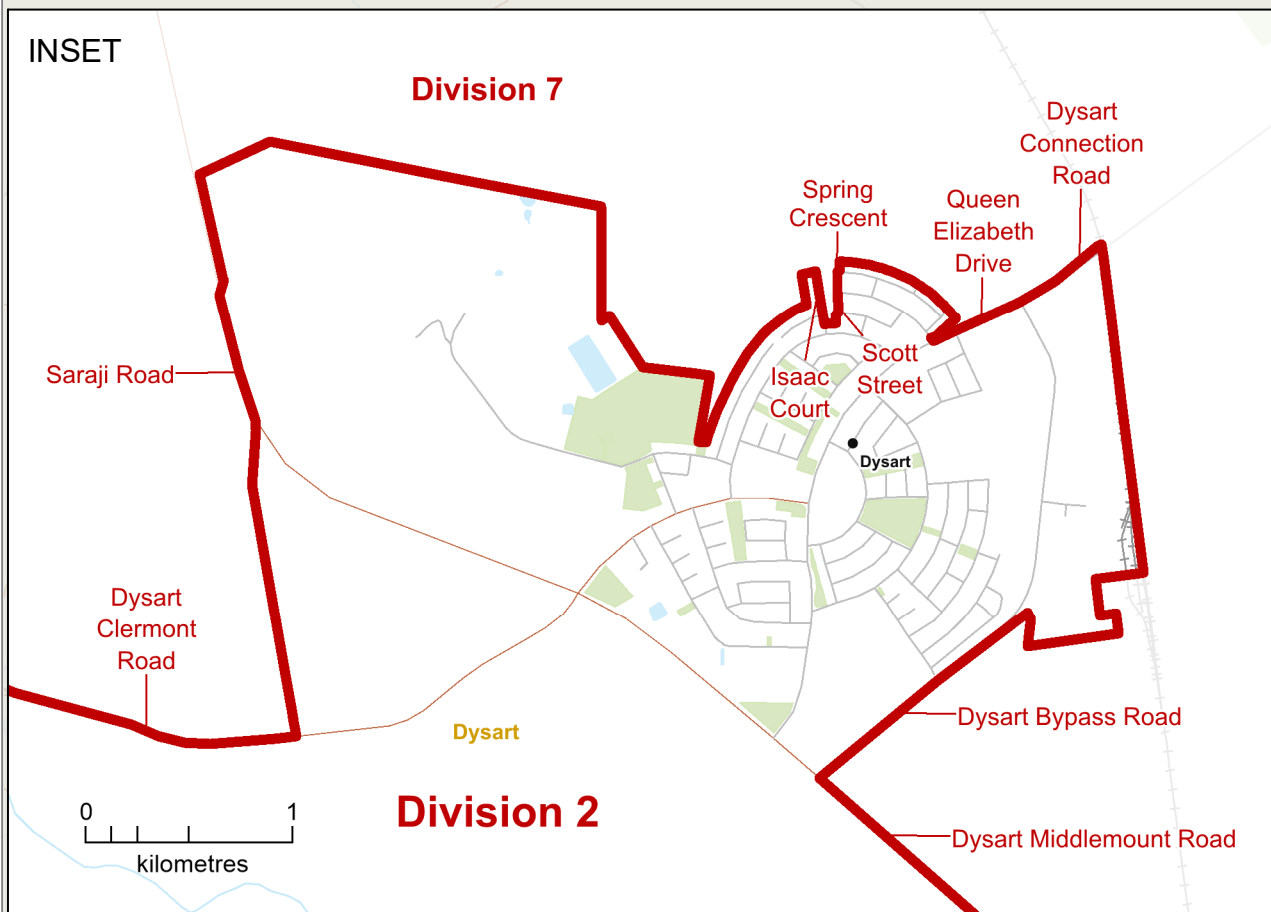 INSET
Division 7
Dysart
Connection
Road
Spring
Crescent
Queen
Elizabeth
Drive
Saraji Road
Isaac
Court
Scott
Street
Dysart
Dysart
Clermont
Road
Dysart
Dysart Bypass Road
Division 2
Dysart Middlemount Road
0 1
kilometres